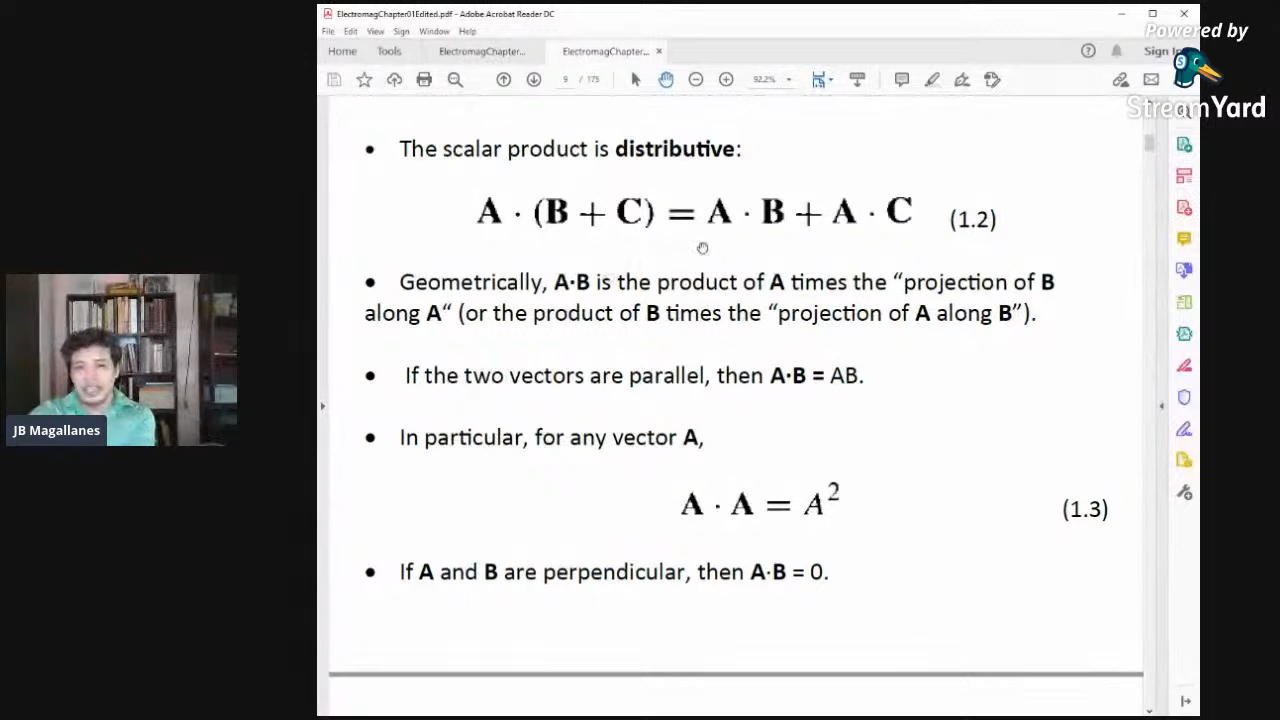 ElectromagChapter01Edited.pdf - Adobe Acrobat Reader DC
File Edit View Sign Window Help
Home Tools ElectromagChapter... ElectromagChapter... × Sign In
9 / 175 92.2%
Powered by
StreamYard
• The scalar product is distributive:
A · (B + C) = A · B + A · C (1.2)
• Geometrically, A·B is the product of A times the “projection of B
along A“ (or the product of B times the “projection of A along B”).
• If the two vectors are parallel, then A·B = AB.
• In particular, for any vector A,
A · A = A² (1.3)
• If A and B are perpendicular, then A·B = 0.
JB Magallanes